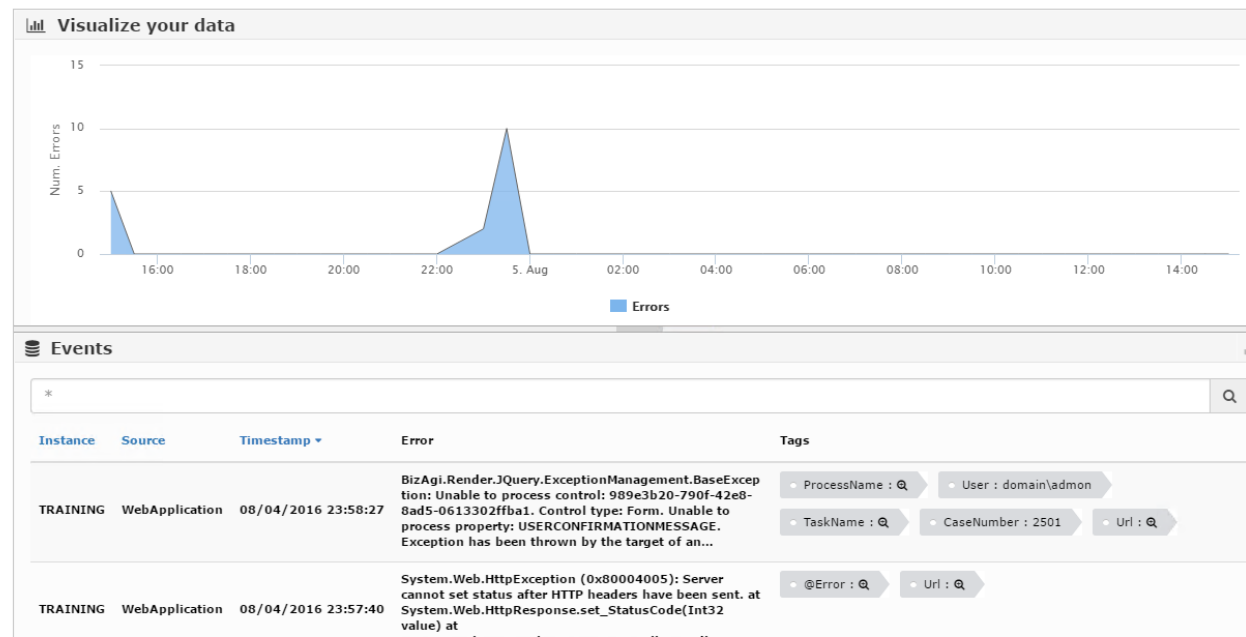 Visualize your data
15
10
5
0
Num. Errors
16:00 18:00 20:00 22:00 5. Aug 02:00 04:00 06:00 08:00 10:00 12:00 14:00
Errors
Events
*
Instance Source Timestamp Error Tags
TRAINING WebApplication 08/04/2016 23:58:27
BizAgi.Render.JQuery.ExceptionManagement.BaseExcep
tion: Unable to process control: 989e3b20-790f-42e8-
8ad5-0613302ffba1. Control type: Form. Unable to
process property: USERCONFIRMATIONMESSAGE.
Exception has been thrown by the target of an...
ProcessName : User : domain\admon
TaskName : CaseNumber : 2501 Url :
TRAINING WebApplication 08/04/2016 23:57:40
System.Web.HttpException (0x80004005): Server
cannot set status after HTTP headers have been sent. at
System.Web.HttpResponse.set_StatusCode(Int32
value) at
@Error : Url :